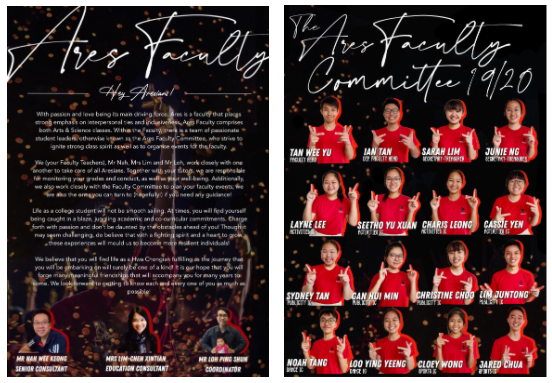 Ares Faculty
Hey, Aresians!
With passion and love being its main driving force, Ares is a faculty that places
strong emphasis on interpersonal ties and inclusiveness. Ares Faculty comprises
both Arts & Science classes. Within the Faculty, there is a team of passionate
student leaders, otherwise known as the Ares Faculty Committee, who strive to
ignite strong class spirit as well as to organize events for the faculty.
We (your Faculty Teachers), Mr Nah, Mrs Lim and Mr Loh, work closely with one
another to take care of all Aresians. Together with your tutors, we are responsible
for monitoring your grades and conduct, as well as your well-being. Additionally,
we also work closely with the Faculty Committee to plan your faculty events; we
are also the ones you can turn to (hopefully!) if you need any guidance!
Life as a college student will not be smooth sailing. At times, you will find yourself
being caught in a blaze, juggling academic and co-curricular commitments. Charge
forth with passion and don't be daunted by the obstacles ahead of you! Though it
may seem challenging, do believe that with a fighting spirit and a heart to grow
these experiences will mould us to become more resilient individuals!
We believe that you will find life as a Hwa Chongian fulfilling as the journey that
you will be embarking on will surely be one of a kind! It is our hope that you will
forge many meaningful friendships that will accompany you for many years to
come. We look forward to getting to know each and every one of you as much as
possible!
MR NAH WEE KEONG
SENIOR CONSULTANT
MRS LIM-CHEN XINTIAN
EDUCATION CONSULTANT
MR LOH PING SHUN
COORDINATOR
The
Ares Faculty
Committee 19/20
TAN WEE YU
FACULTY HEAD
IAN TAN
DEP FACULTY HEAD
SARAH LIM
SECRETARY-TREASURER
JUNIE NG
SECRETARY-TREASURER
LAYNE LEE
ACTIVITIES IC
SEETHO YU XUAN
ACTIVITIES IC
CHARIS LEONG
ACTIVITIES IC
CASSIE YEN
ACTIVITIES IC
SYDNEY TAN
PUBLICITY IC
GAN HUI MIN
PUBLICITY IC
CHRISTINE CHOO
PUBLICITY IC
LIM JUNTONG
NOAH TANG
DANCE IC
LOO YING YEENG
DANCE IC
CLOEY WONG
JARED CHUA
SPORTS IC